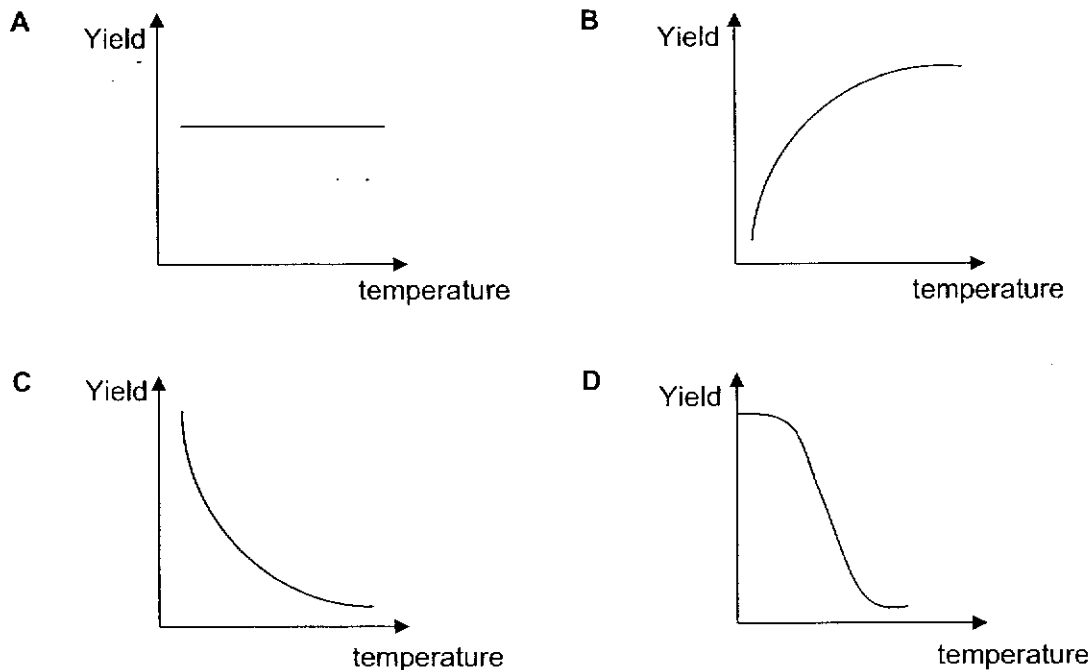 A
Yield
temperature
B
Yield
temperature
C
Yield
temperature
D
Yield
temperature